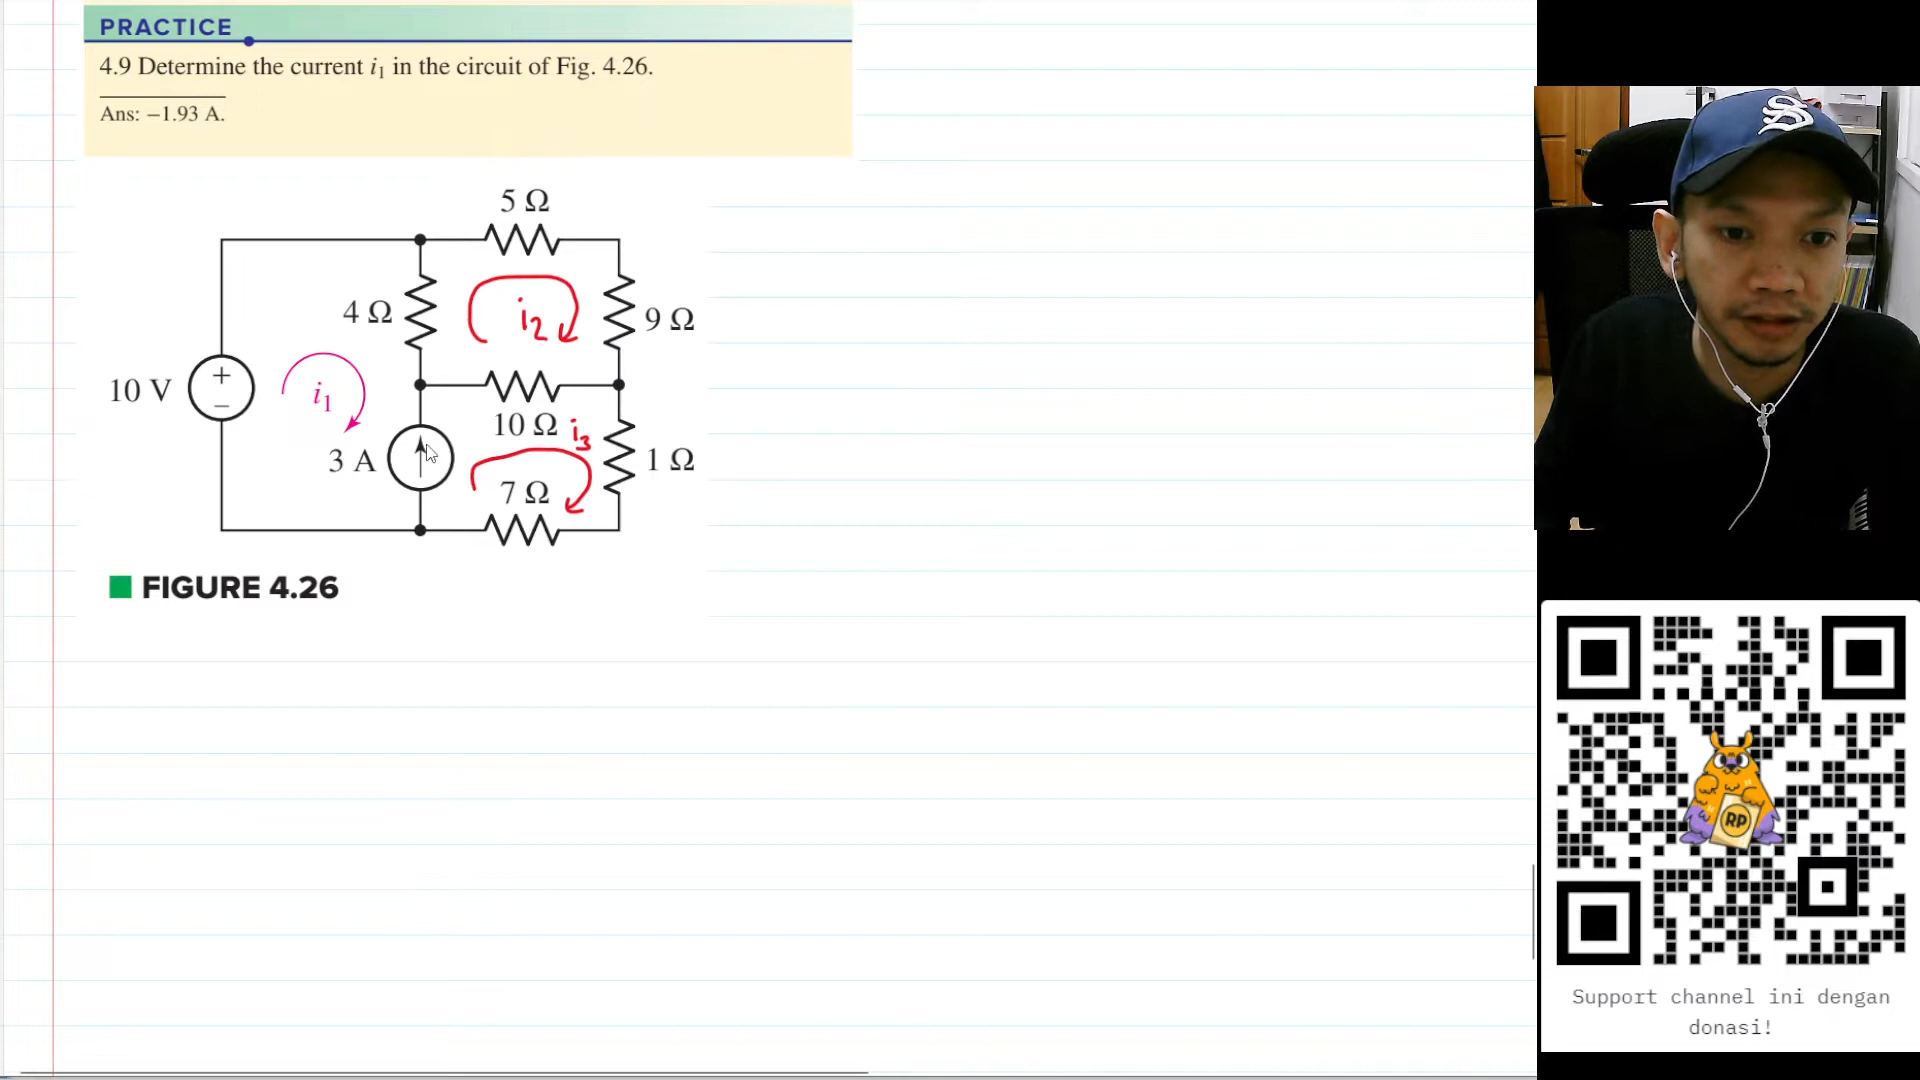 PRACTICE
4.9 Determine the current i₁ in the circuit of Fig. 4.26.
Ans: −1.93 A.
5 Ω
4 Ω
i₂
9 Ω
10 V
+
−
i₁
10 Ω
i₃
3 A
1 Ω
7 Ω
FIGURE 4.26
S
RP
Support channel ini dengan
donasi!